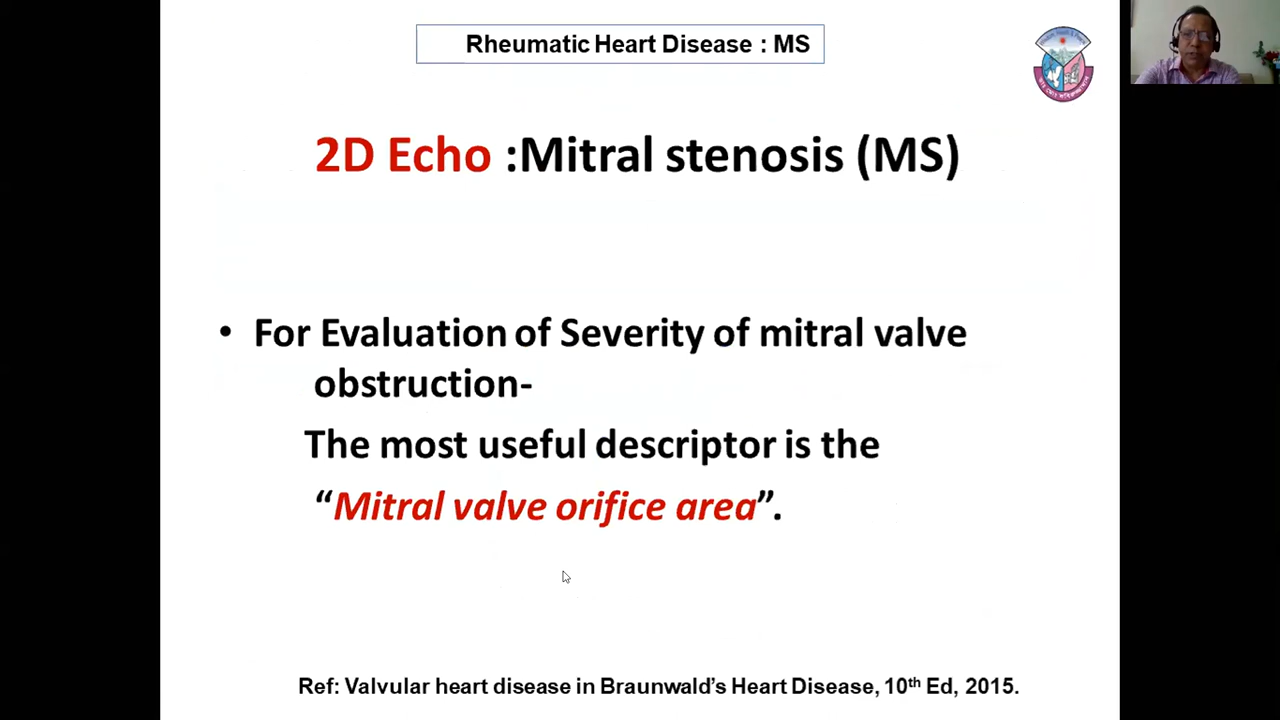 Rheumatic Heart Disease : MS
2D Echo :Mitral stenosis (MS)
• For Evaluation of Severity of mitral valve
obstruction-
The most useful descriptor is the
“Mitral valve orifice area”.
Ref: Valvular heart disease in Braunwald’s Heart Disease, 10th Ed, 2015.